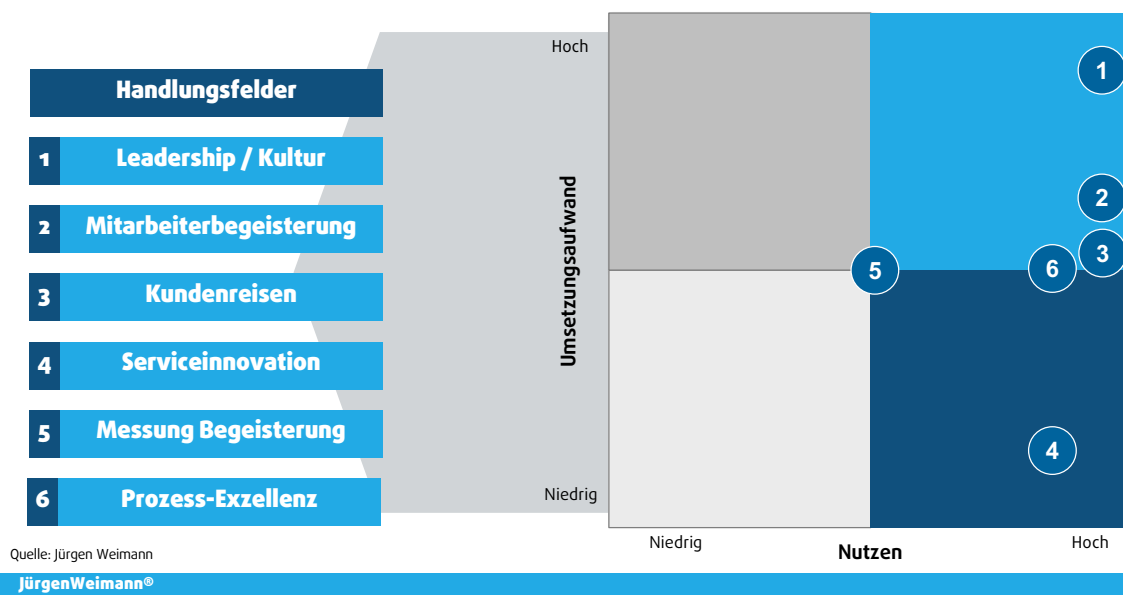 Handlungsfelder
1 Leadership / Kultur
2 Mitarbeiterbegeisterung
3 Kundenreisen
4 Serviceinnovation
5 Messung Begeisterung
6 Prozess-Exzellenz
Hoch
Umsetzungsaufwand
Niedrig
1
2
3
5
6
4
Niedrig
Nutzen
Hoch
Quelle: Jürgen Weimann
JürgenWeimann®